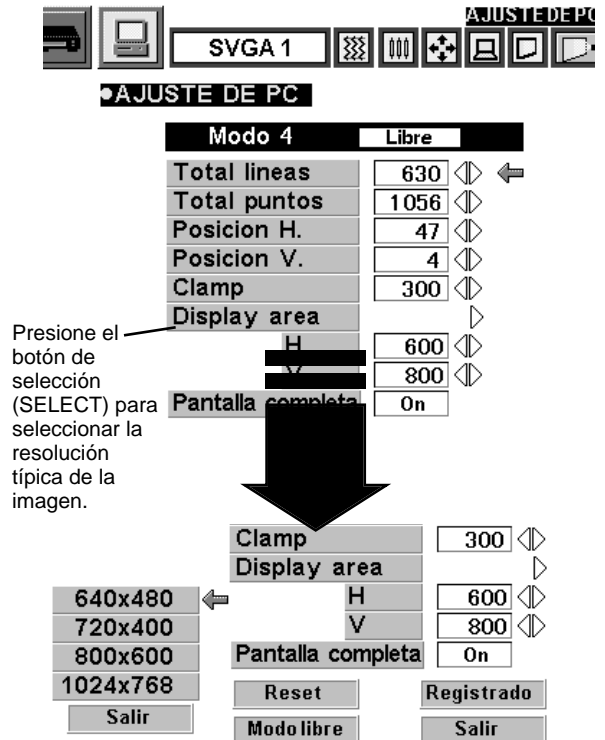 AJUSTE DE PC
SVGA 1
●AJUSTE DE PC
Modo 4 Libre
Total lineas 630
Total puntos 1056
Posicion H. 47
Posicion V. 4
Clamp 300
Display area
H 600
V 800
Pantalla completa On
Presione el
botón de
selección
(SELECT) para
seleccionar la
resolución
típica de la
imagen.
Clamp 300
Display area
H 600
V 800
Pantalla completa On
640x480
720x400
800x600
1024x768
Salir
Reset Registrado
Modo libre Salir